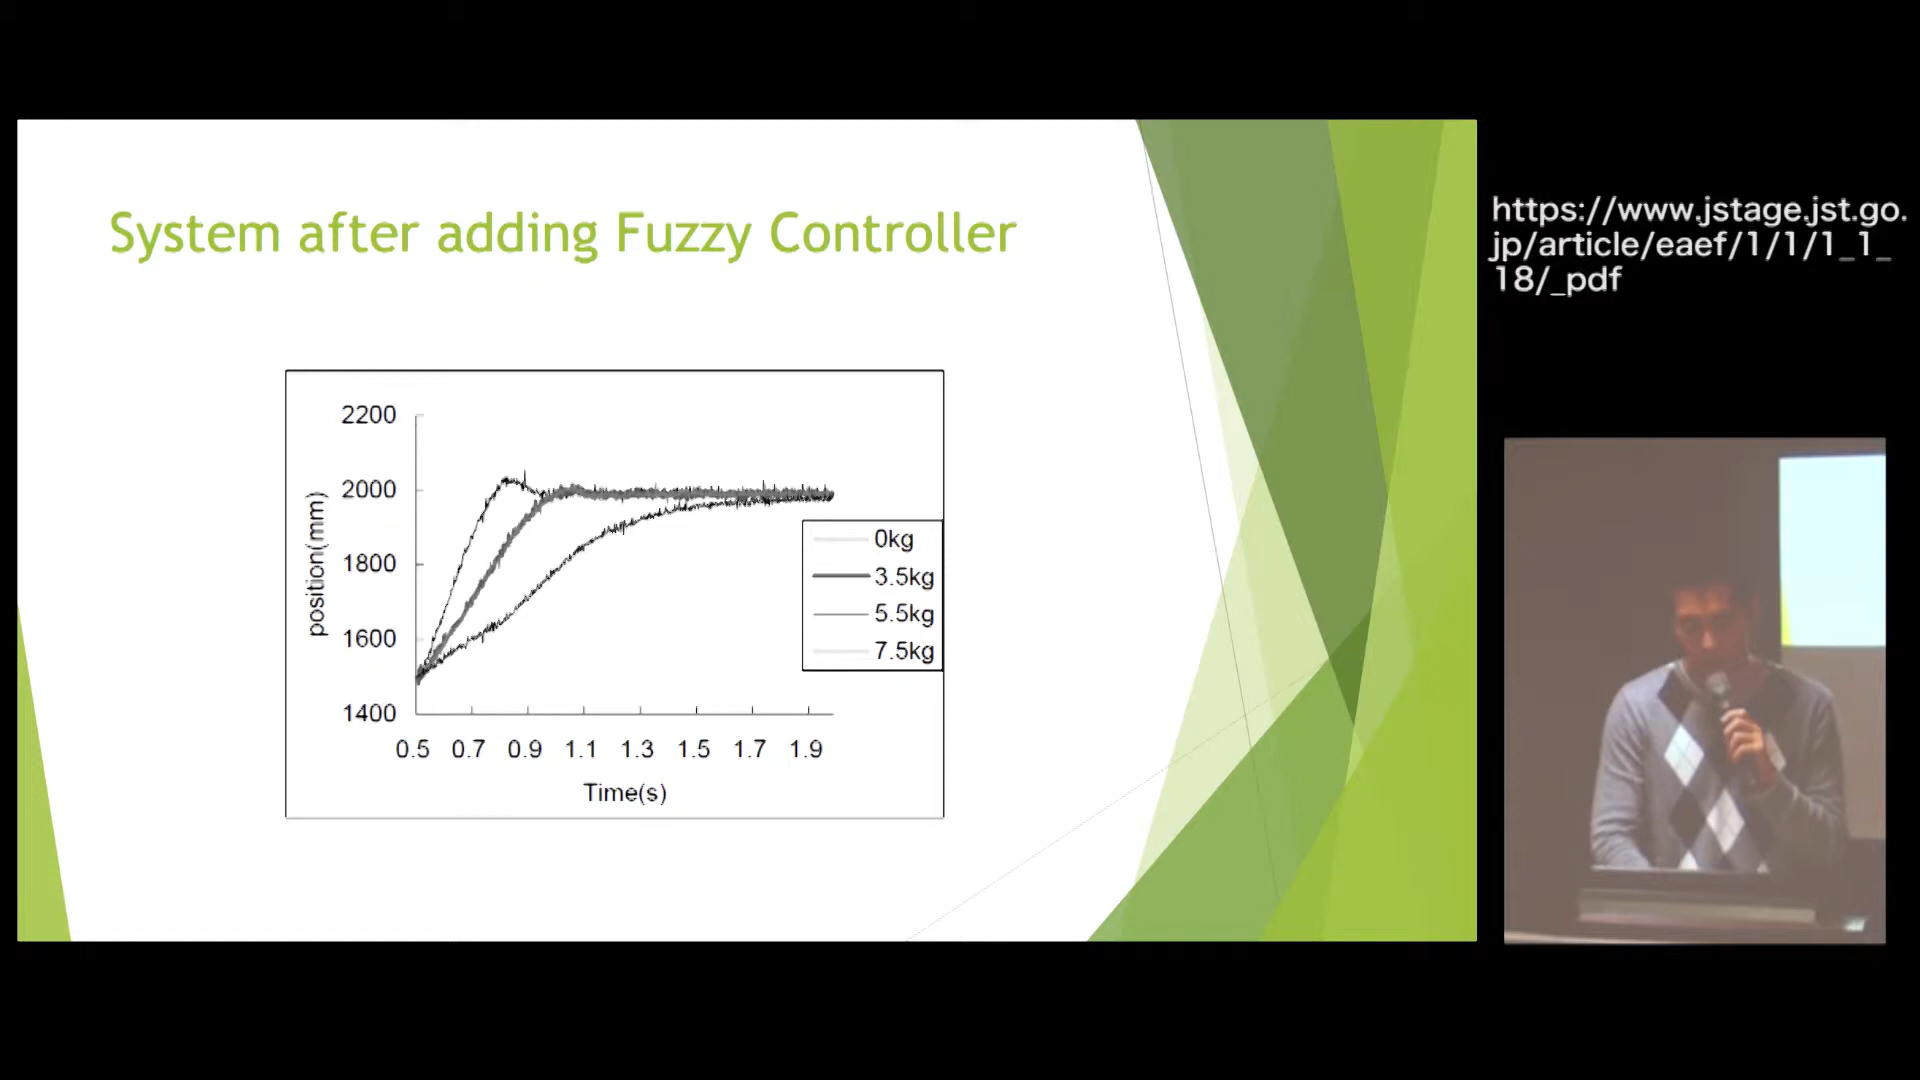 System after adding Fuzzy Controller
https://www.jstage.jst.go.
jp/article/eaef/1/1/1_1_
18/_pdf
2200
2000
1800
1600
1400
position(mm)
0.5 0.7 0.9 1.1 1.3 1.5 1.7 1.9
Time(s)
0kg
3.5kg
5.5kg
7.5kg